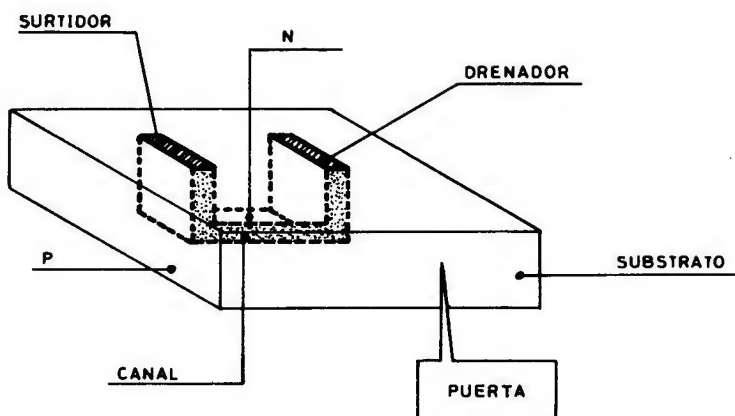 SURTIDOR
N
DRENADOR
P
SUBSTRATO
CANAL
PUERTA